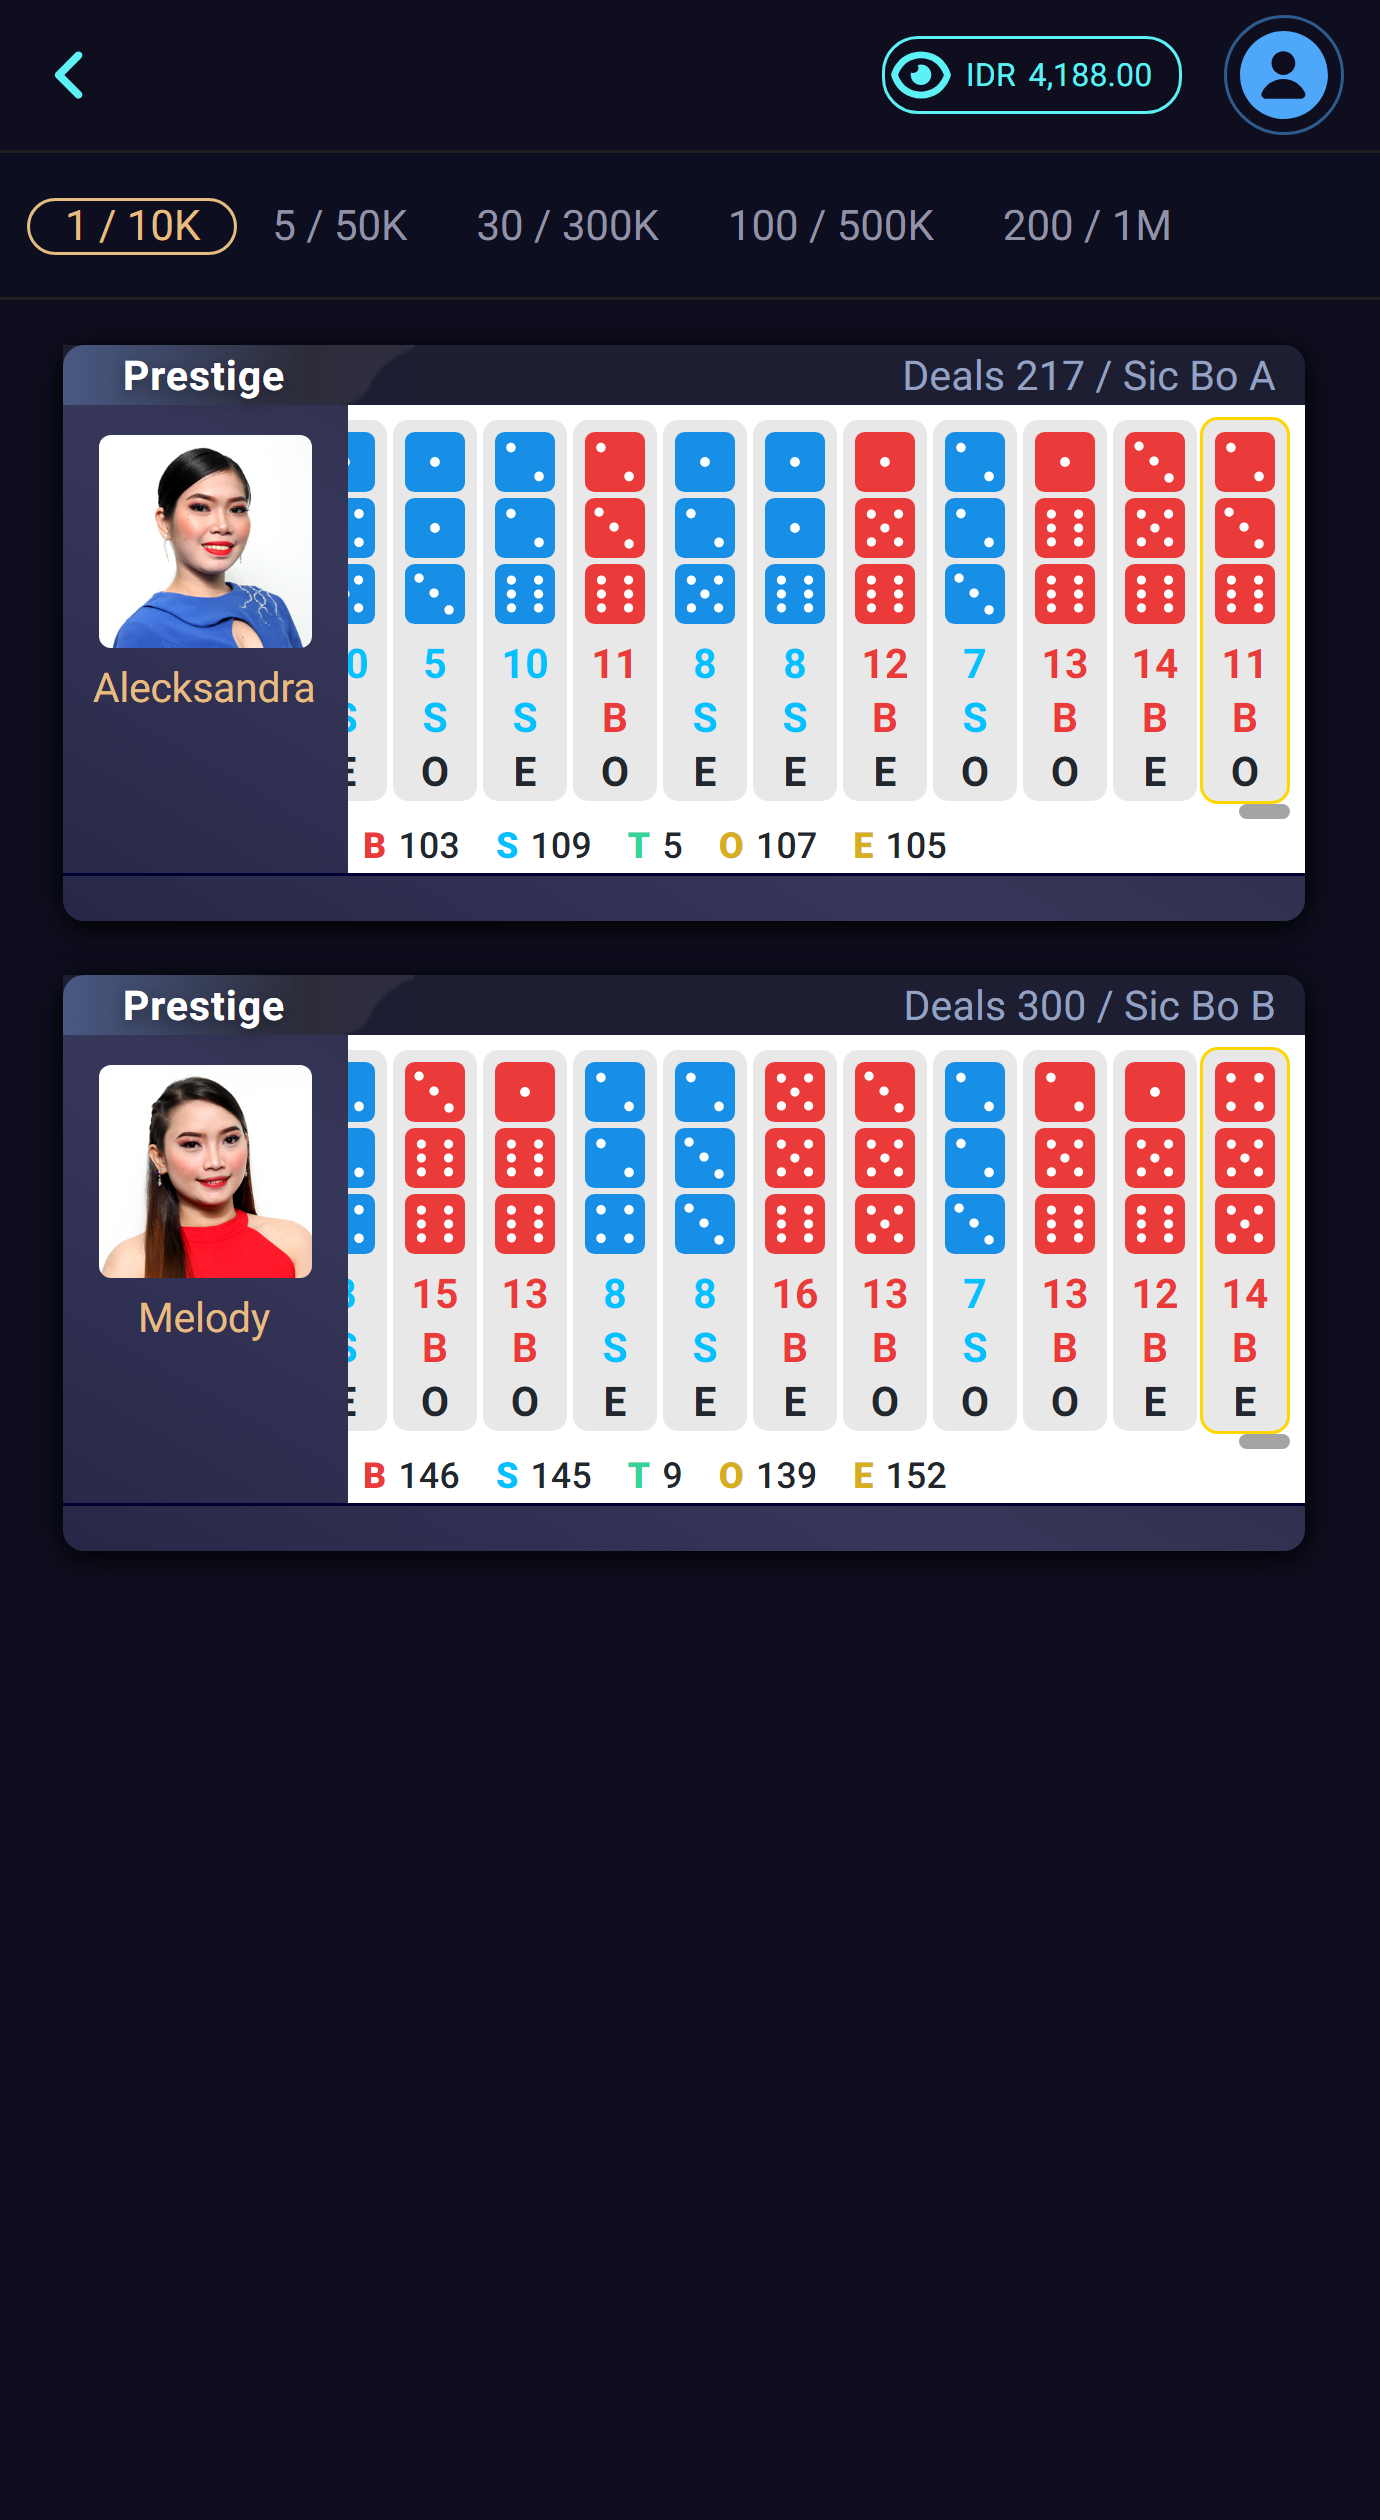 IDR 4,188.00
1 / 10K 5 / 50K 30 / 300K 100 / 500K 200 / 1M
Prestige Deals 217 / Sic Bo A
Alecksandra
5 10 11 8 8 12 7 13 14 11
S S B S S B S B B B
O E O E E E O O E O
B 103 S 109 T 5 O 107 E 105
Prestige Deals 300 / Sic Bo B
Melody
15 13 8 8 16 13 7 13 12 14
B B S S B B S B B B
O O E E E O O O E E
B 146 S 145 T 9 O 139 E 152